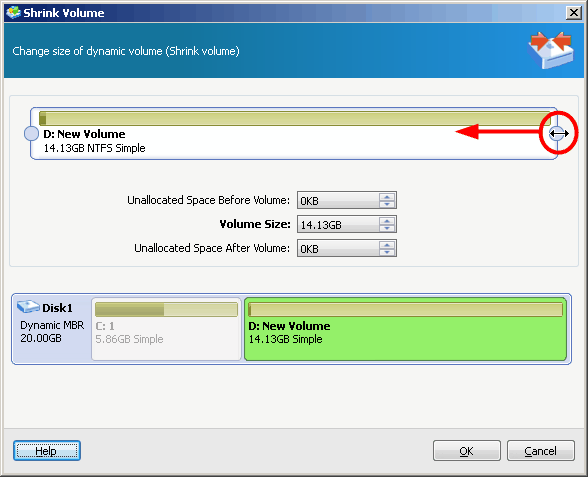 Shrink Volume
Change size of dynamic volume (Shrink volume)
D: New Volume
14.13GB NTFS Simple
Unallocated Space Before Volume: 0KB
Volume Size: 14.13GB
Unallocated Space After Volume: 0KB
Disk1
Dynamic MBR
20.00GB
C: 1
5.86GB Simple
D: New Volume
14.13GB Simple
Help
OK
Cancel